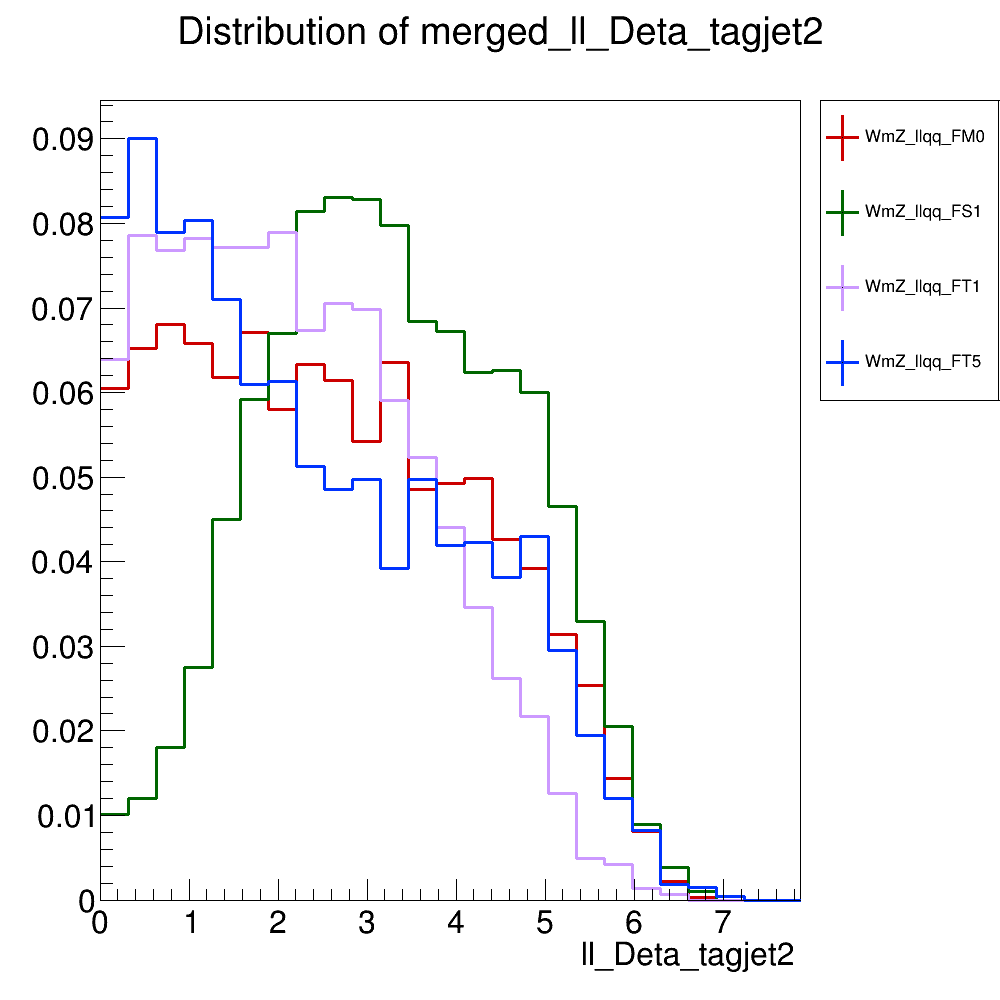 Distribution of merged_ll_Deta_tagjet2
0.09
0.08
0.07
0.06
0.05
0.04
0.03
0.02
0.01
0
0 1 2 3 4 5 6 7
ll_Deta_tagjet2
WmZ_llqq_FM0
WmZ_llqq_FS1
WmZ_llqq_FT1
WmZ_llqq_FT5